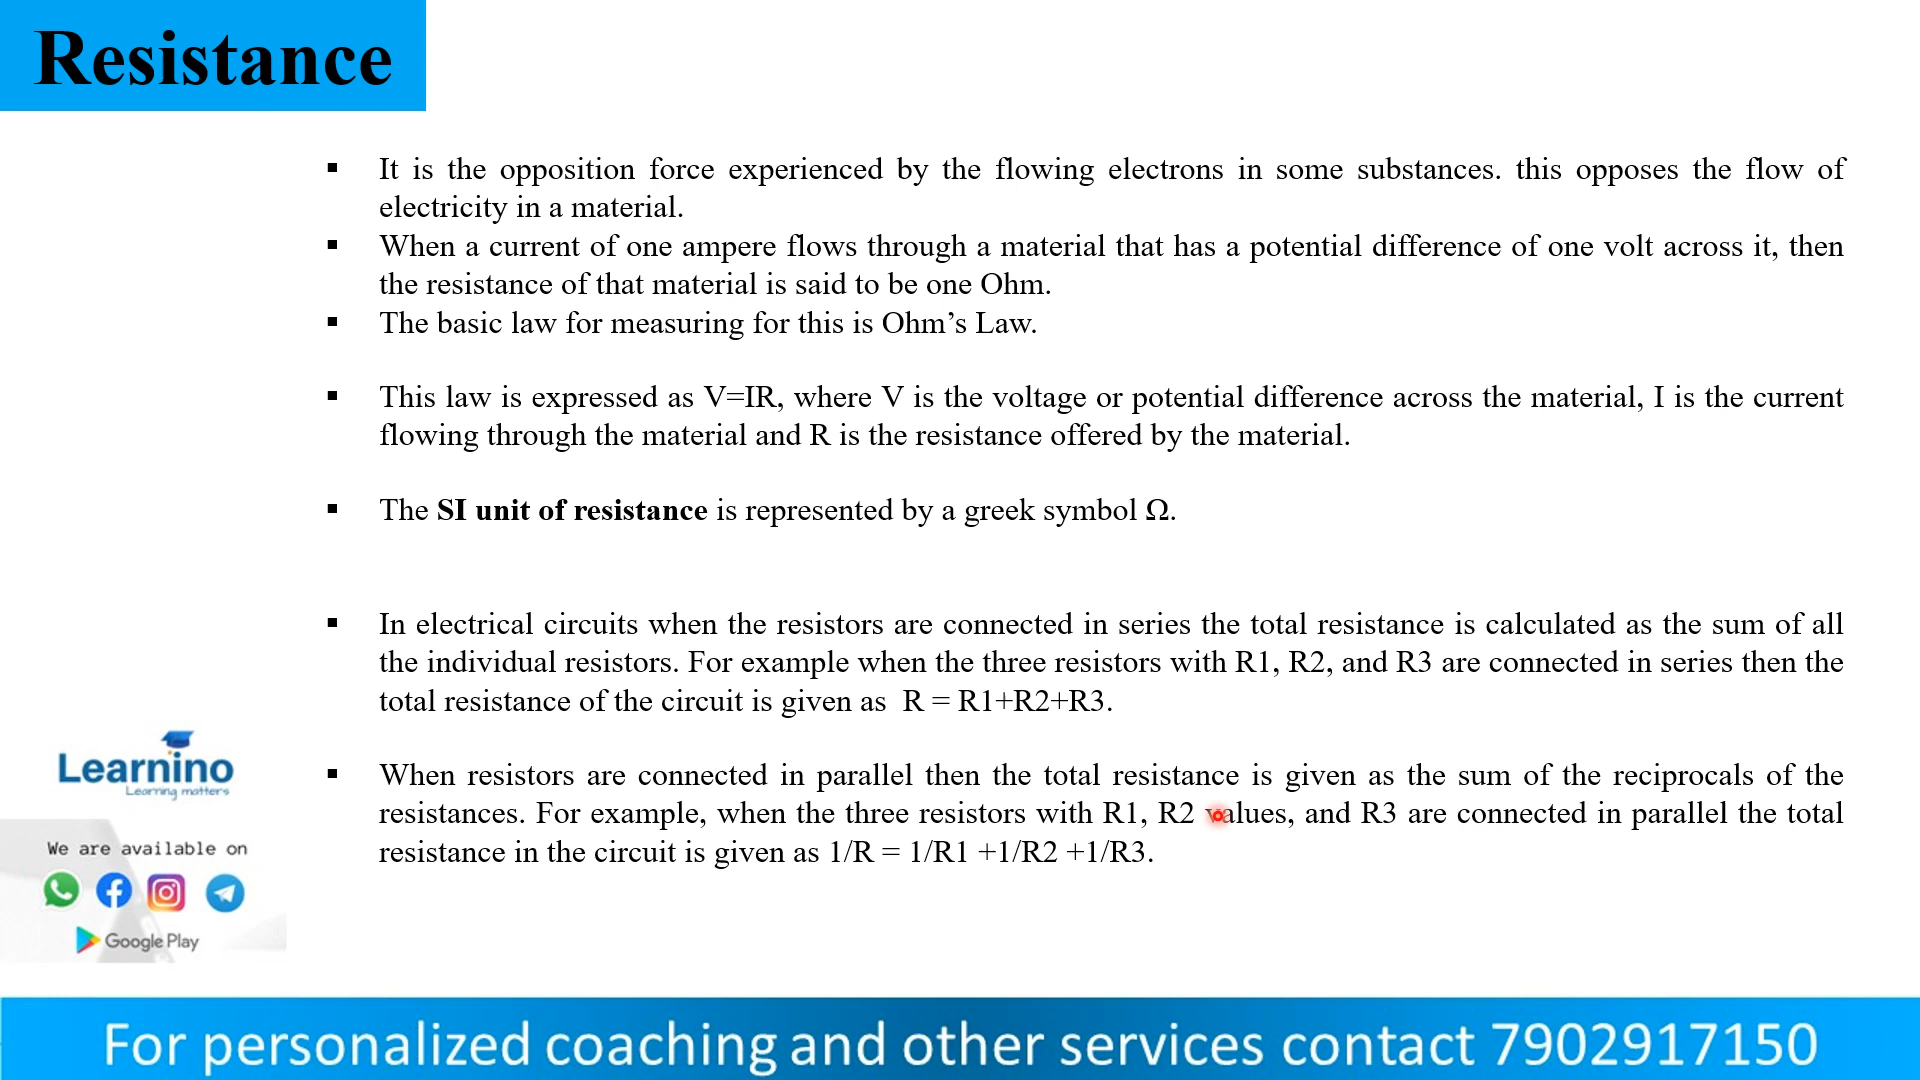 Resistance
▪ It is the opposition force experienced by the flowing electrons in some substances. this opposes the flow of
electricity in a material.
▪ When a current of one ampere flows through a material that has a potential difference of one volt across it, then
the resistance of that material is said to be one Ohm.
▪ The basic law for measuring for this is Ohm’s Law.
▪ This law is expressed as V=IR, where V is the voltage or potential difference across the material, I is the current
flowing through the material and R is the resistance offered by the material.
▪ The SI unit of resistance is represented by a greek symbol Ω.
▪ In electrical circuits when the resistors are connected in series the total resistance is calculated as the sum of all
the individual resistors. For example when the three resistors with R1, R2, and R3 are connected in series then the
total resistance of the circuit is given as R = R1+R2+R3.
▪ When resistors are connected in parallel then the total resistance is given as the sum of the reciprocals of the
resistances. For example, when the three resistors with R1, R2 values, and R3 are connected in parallel the total
resistance in the circuit is given as 1/R = 1/R1 +1/R2 +1/R3.
Learnino
Learning matters
We are available on
Google Play
For personalized coaching and other services contact 7902917150